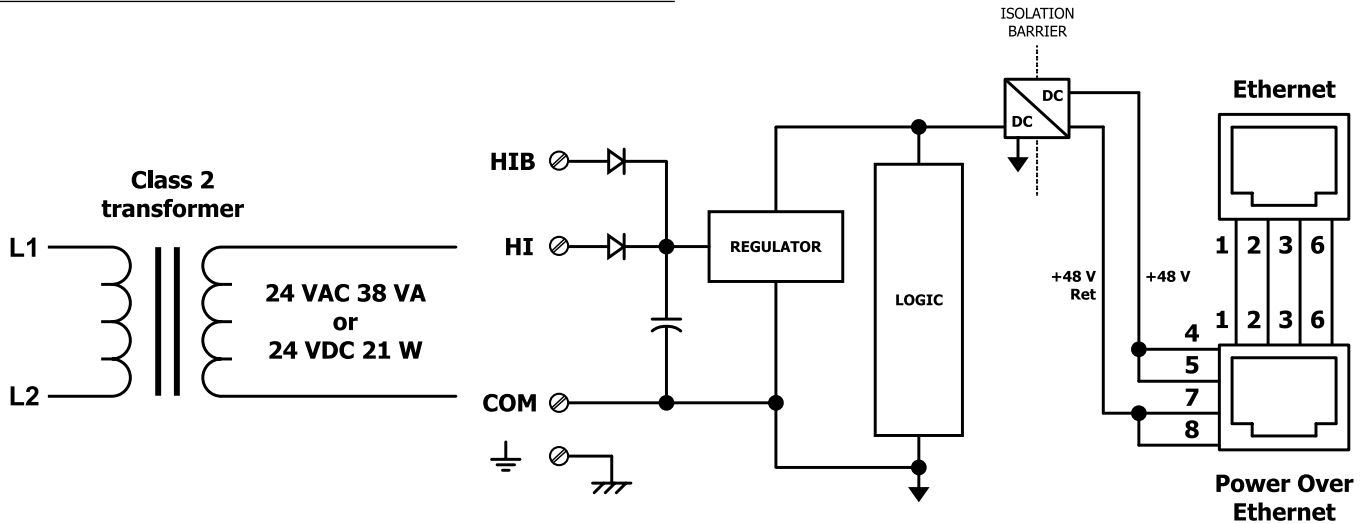 ISOLATION
BARRIER
DC
DC
Ethernet
Class 2
transformer
L1
L2
24 VAC 38 VA
or
24 VDC 21 W
HIB
HI
COM
REGULATOR
LOGIC
+48 V
Ret
+48 V
1 2 3 6
1 2 3 6
4
5
7
8
Power Over
Ethernet